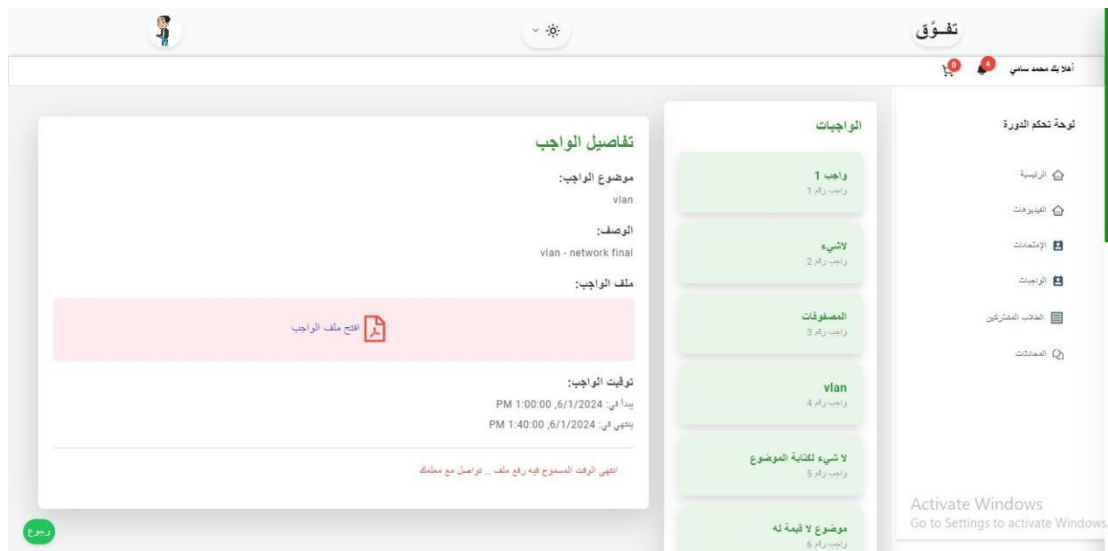 تفوَّق
أهلا بك محمد سامي
4
0
لوحة تحكم الدورة
الرئيسية
الفيديوهات
الإمتحانات
الواجبات
الطلاب المشتركين
المحادثات
الواجبات
واجب 1
واجب رقم 1
لاشيء
واجب رقم 2
المصفوفات
واجب رقم 3
vlan
واجب رقم 4
لا شيء لكتابة الموضوع
واجب رقم 5
موضوع لا قيمة له
واجب رقم 6
تفاصيل الواجب
موضوع الواجب:
vlan
الوصف:
vlan - network final
ملف الواجب:
افتح ملف الواجب
توقيت الواجب:
يبدأ في: 6/1/2024, 1:00:00 PM
ينتهي في: 6/1/2024, 1:40:00 PM
انتهى الوقت المسموح فيه رفع ملف .. تواصل مع معلمك
رجوع
Activate Windows
Go to Settings to activate Windows.